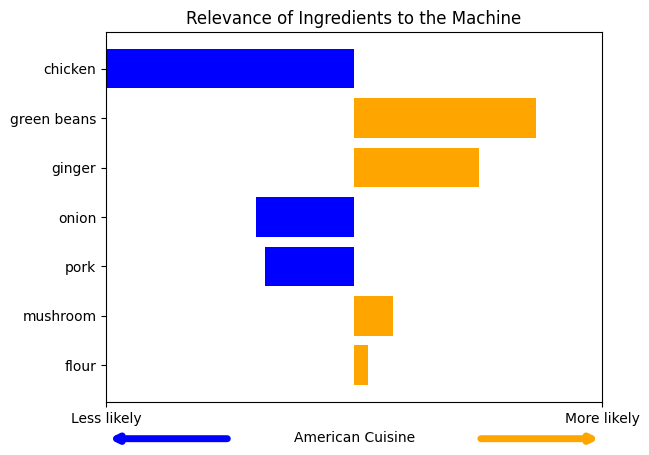 Relevance of Ingredients to the Machine
chicken
green beans
ginger
onion
pork
mushroom
flour
Less likely
More likely
American Cuisine